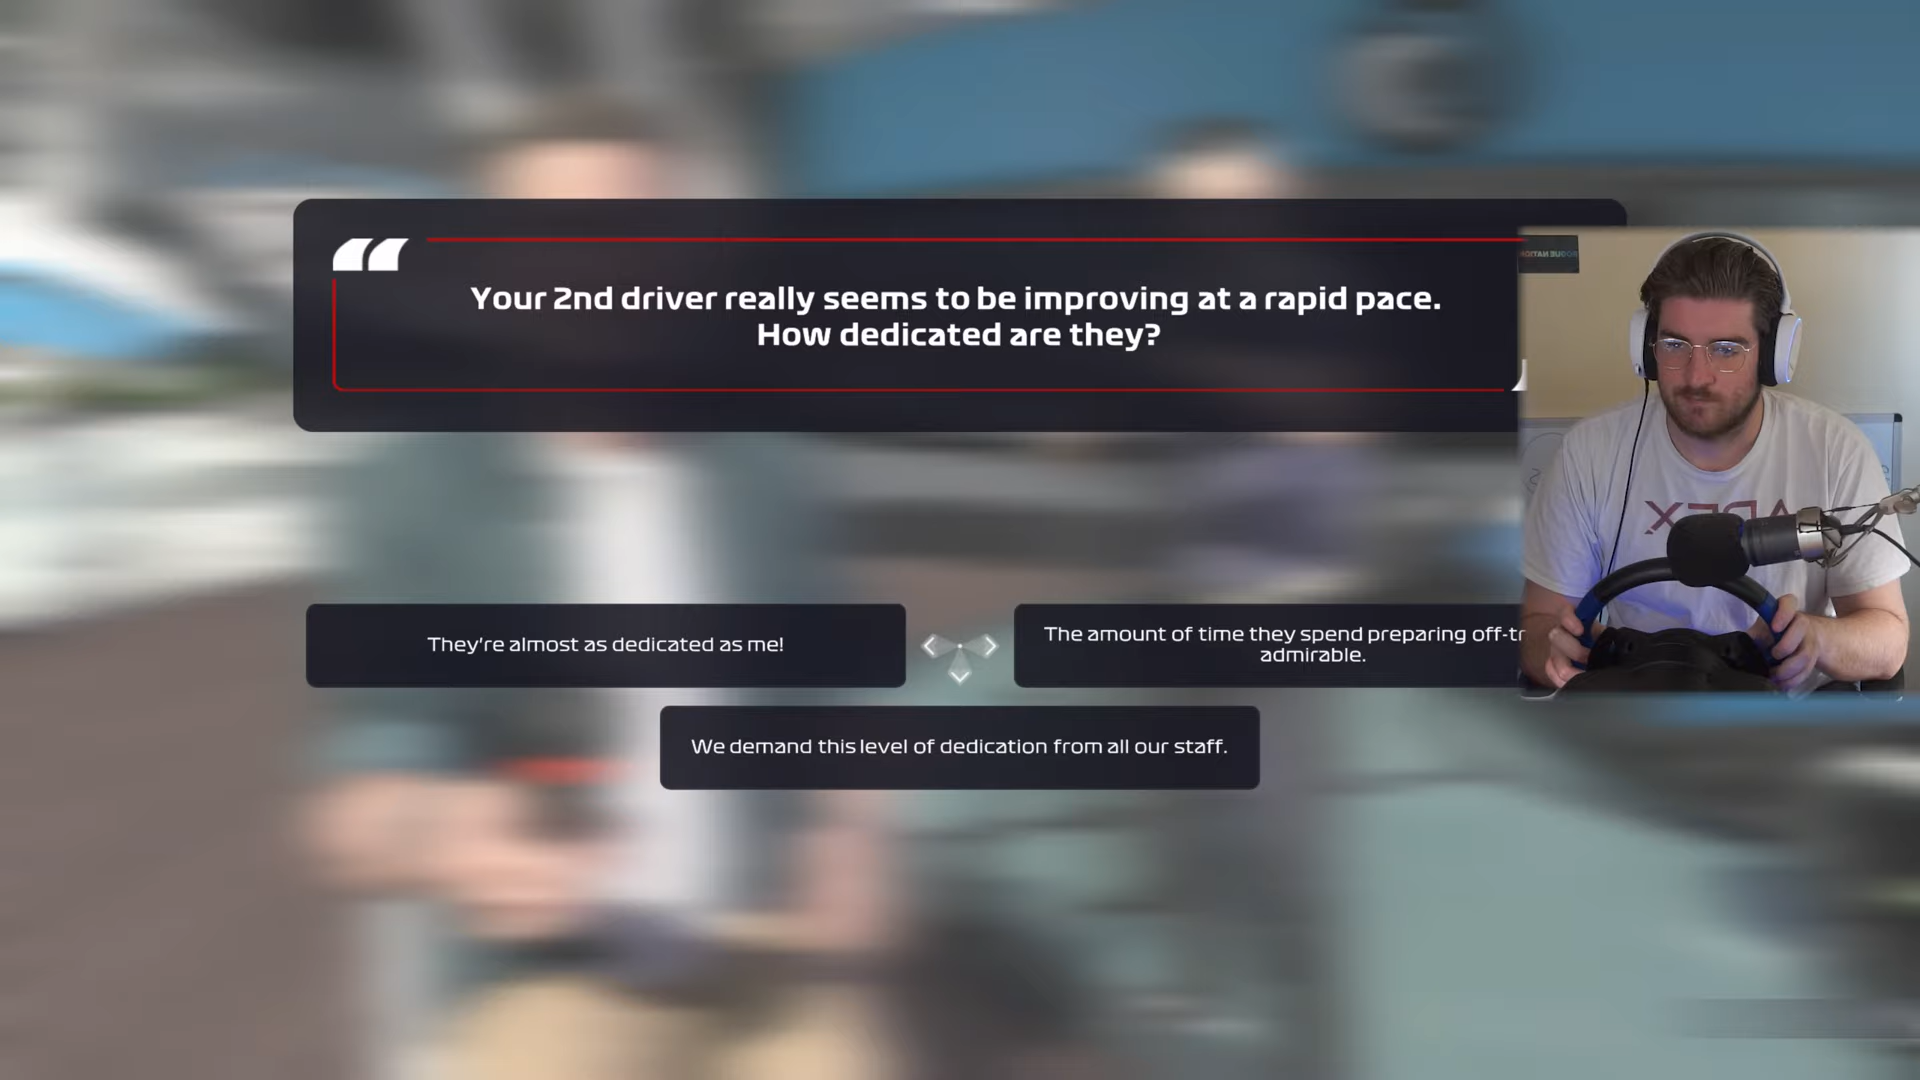 Your 2nd driver really seems to be improving at a rapid pace.
How dedicated are they?
They're almost as dedicated as me!
The amount of time they spend preparing
admirable.
We demand this level of dedication from all our staff.